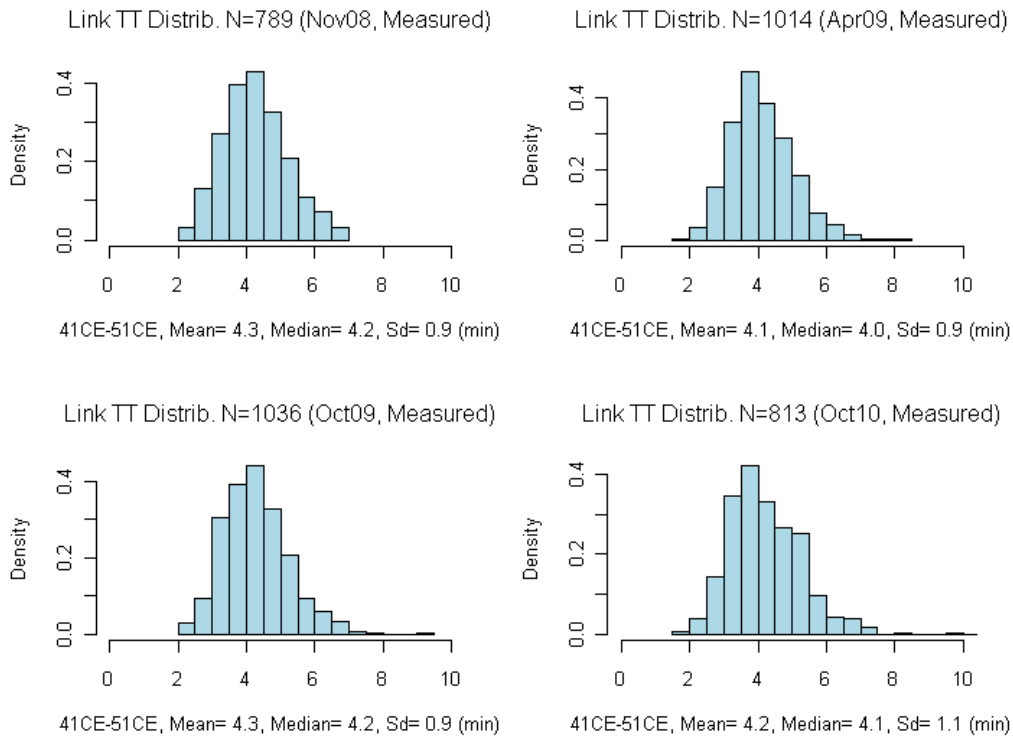 Link TT Distrib. N=789 (Nov08, Measured)
Density
0.0 0.2 0.4
0 2 4 6 8 10
41CE-51CE, Mean= 4.3, Median= 4.2, Sd= 0.9 (min)
Link TT Distrib. N=1014 (Apr09, Measured)
Density
0.0 0.2 0.4
0 2 4 6 8 10
41CE-51CE, Mean= 4.1, Median= 4.0, Sd= 0.9 (min)
Link TT Distrib. N=1036 (Oct09, Measured)
Density
0.0 0.2 0.4
0 2 4 6 8 10
41CE-51CE, Mean= 4.3, Median= 4.2, Sd= 0.9 (min)
Link TT Distrib. N=813 (Oct10, Measured)
Density
0.0 0.2 0.4
0 2 4 6 8 10
41CE-51CE, Mean= 4.2, Median= 4.1, Sd= 1.1 (min)